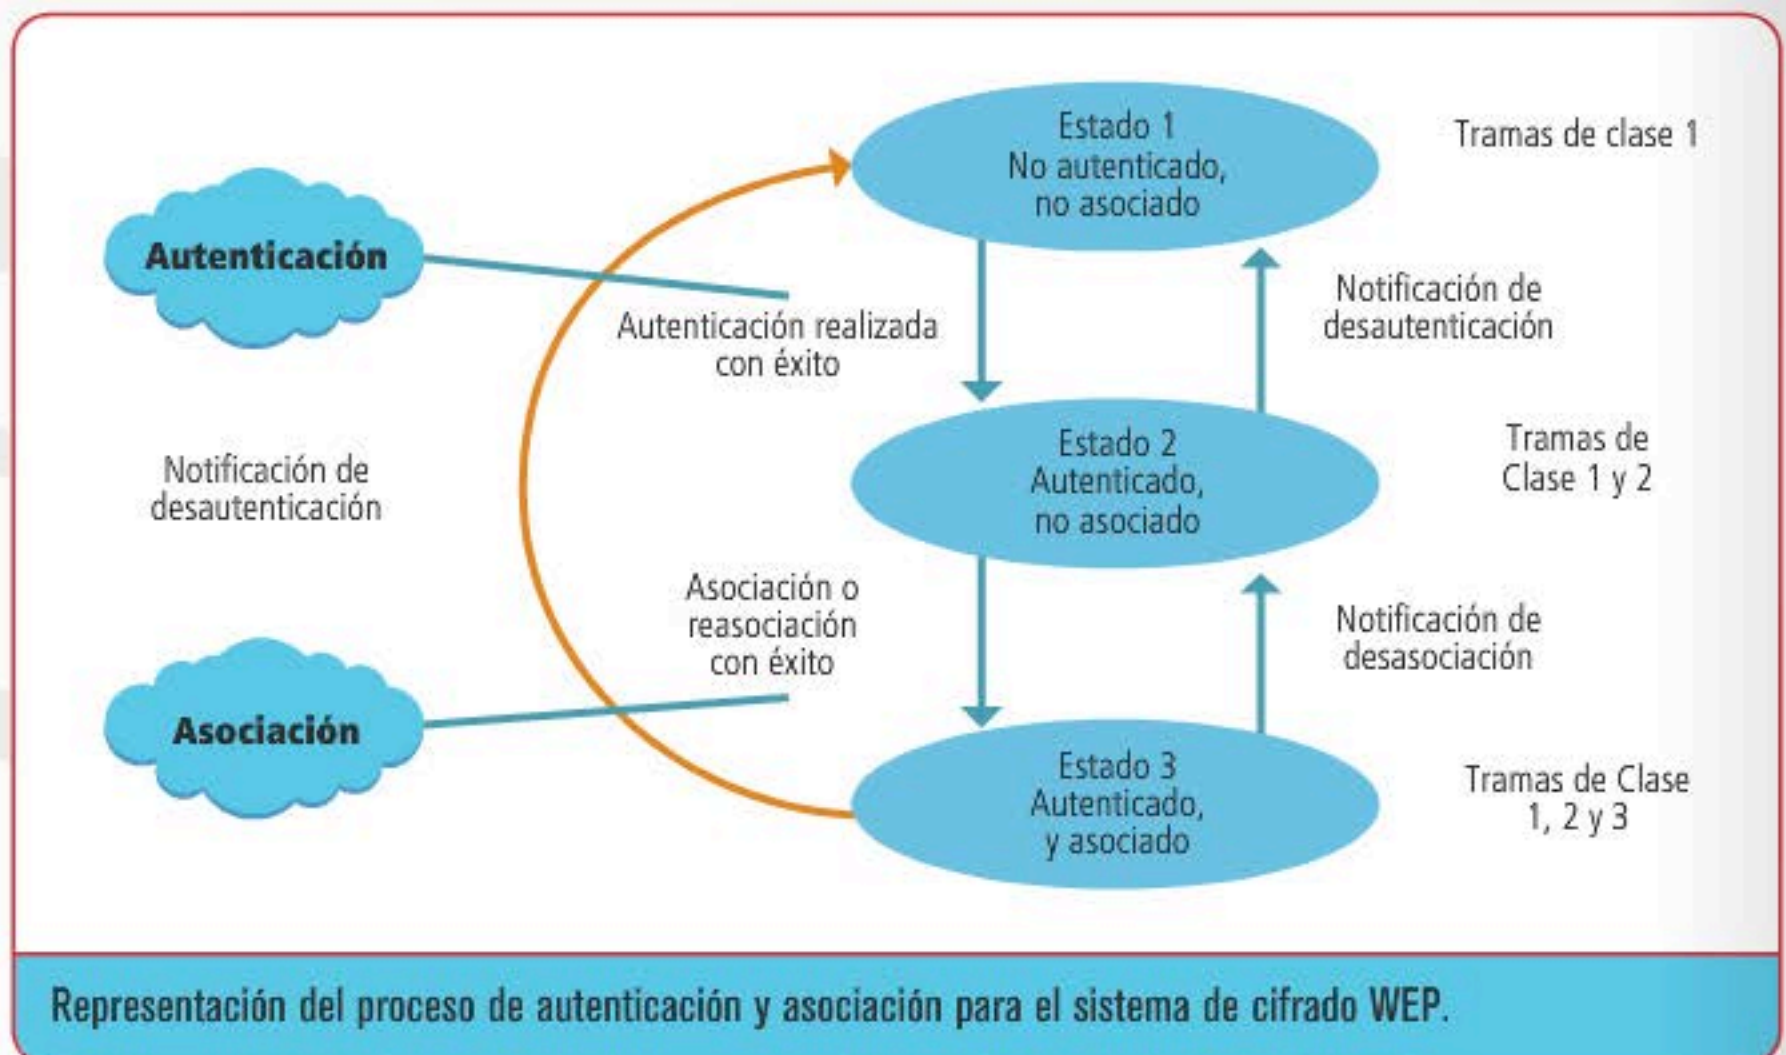 Estado 1
No autenticado,
no asociado
Tramas de clase 1
Autenticación
Autenticación realizada
con éxito
Notificación de
desautenticación
Notificación de
desautenticación
Estado 2
Autenticado,
no asociado
Tramas de
Clase 1 y 2
Asociación o
reasociación
con éxito
Notificación de
desasociación
Asociación
Estado 3
Autenticado,
y asociado
Tramas de Clase
1, 2 y 3
Representación del proceso de autenticación y asociación para el sistema de cifrado WEP.